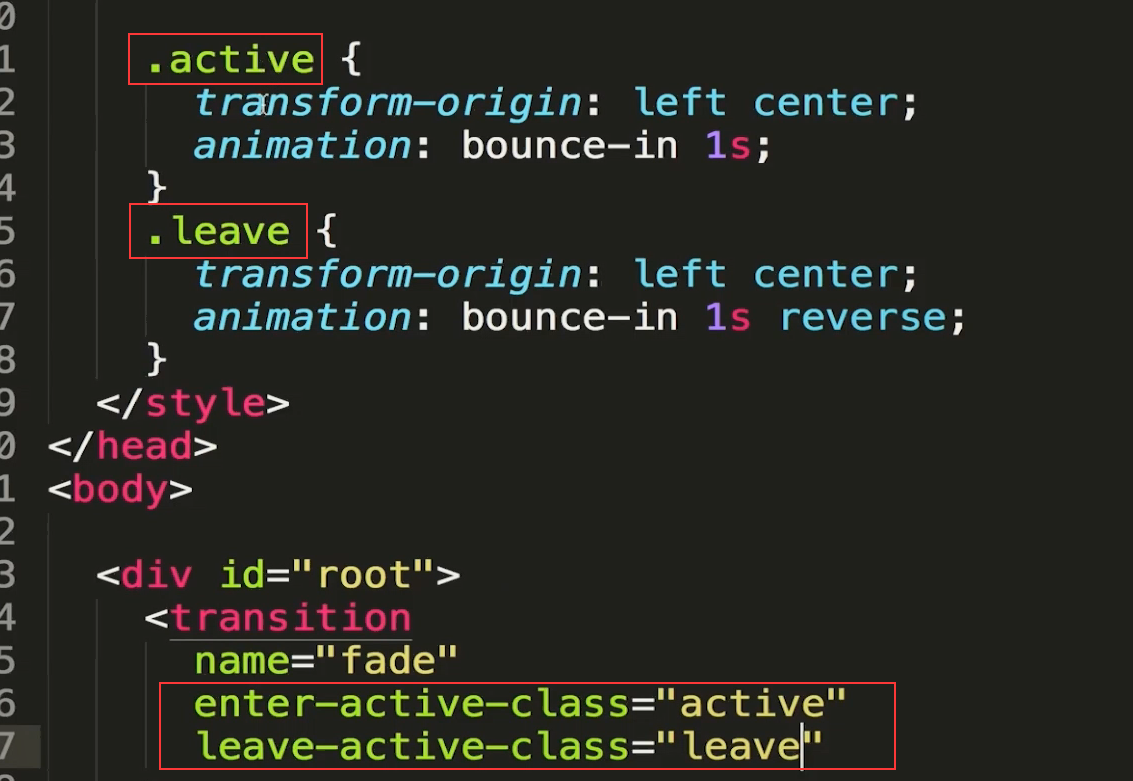 0
1 .active {
2 transform-origin: left center;
3 animation: bounce-in 1s;
4 }
5 .leave {
6 transform-origin: left center;
7 animation: bounce-in 1s reverse;
8 }
9 </style>
0 </head>
1 <body>
2
3 <div id="root">
4 <transition
5 name="fade"
6 enter-active-class="active"
7 leave-active-class="leave"